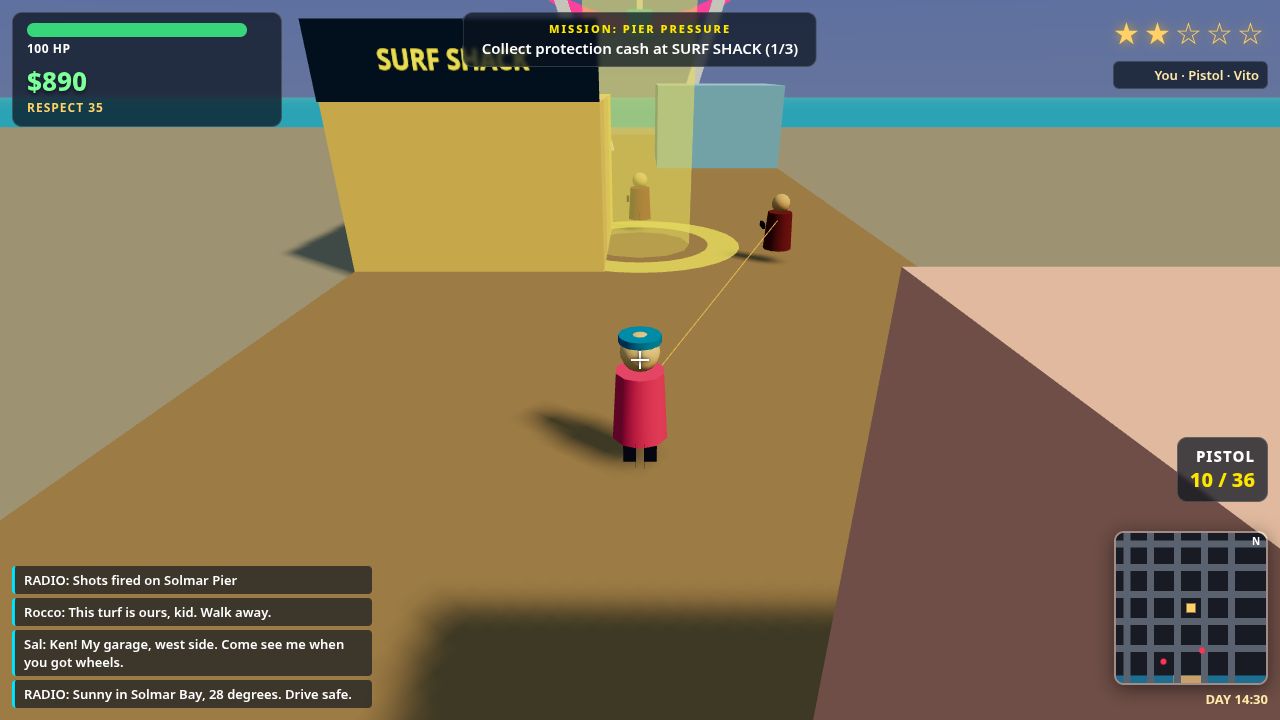 100 HP
$890
RESPECT 35
SURF SHACK
MISSION: PIER PRESSURE
Collect protection cash at SURF SHACK (1/3)
★★☆☆☆
You · Pistol · Vito
PISTOL
10 / 36
N
DAY 14:30
RADIO: Shots fired on Solmar Pier
Rocco: This turf is ours, kid. Walk away.
Sal: Ken! My garage, west side. Come see me when
you got wheels.
RADIO: Sunny in Solmar Bay, 28 degrees. Drive safe.